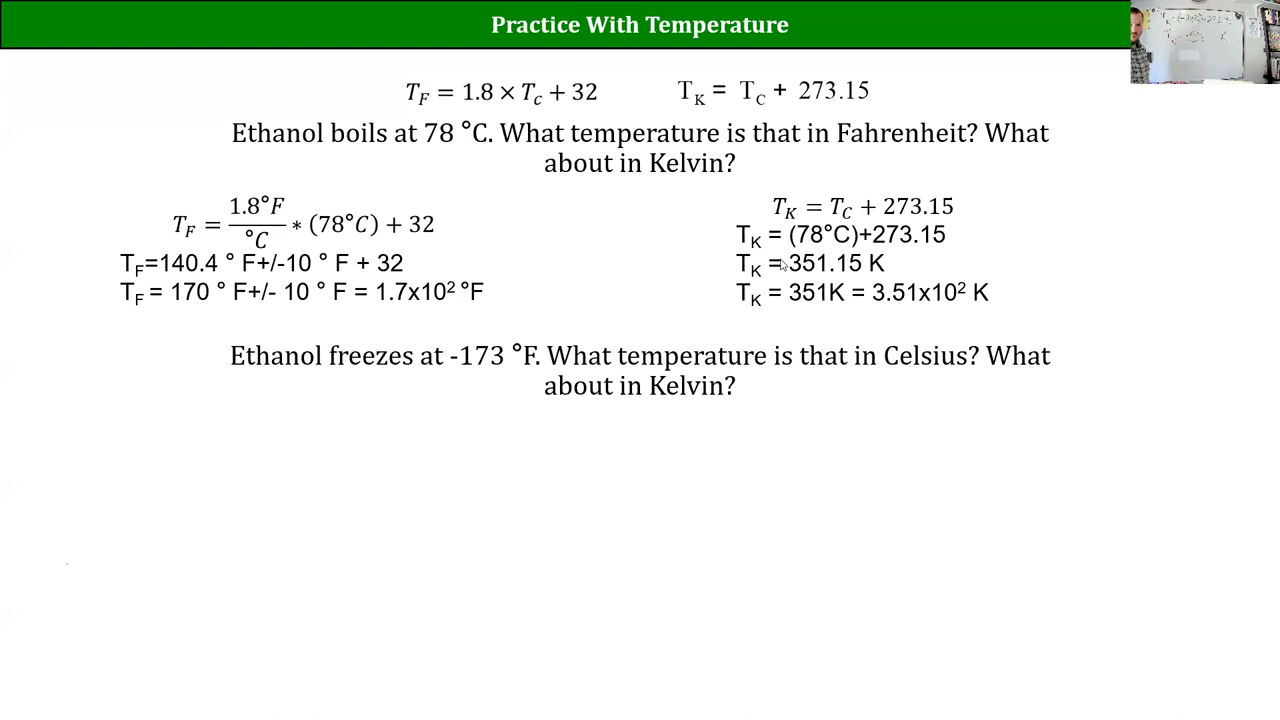 Practice With Temperature
T_F = 1.8 × T_c + 32
T_K = T_C + 273.15
Ethanol boils at 78 °C. What temperature is that in Fahrenheit? What
about in Kelvin?
T_F = 1.8°F/°C * (78°C) + 32
T_F=140.4 ° F+/-10 ° F + 32
T_F = 170 ° F+/- 10 ° F = 1.7x10² °F
T_K = T_C + 273.15
T_K = (78°C)+273.15
T_K = 351.15 K
T_K = 351K = 3.51x10² K
Ethanol freezes at -173 °F. What temperature is that in Celsius? What
about in Kelvin?